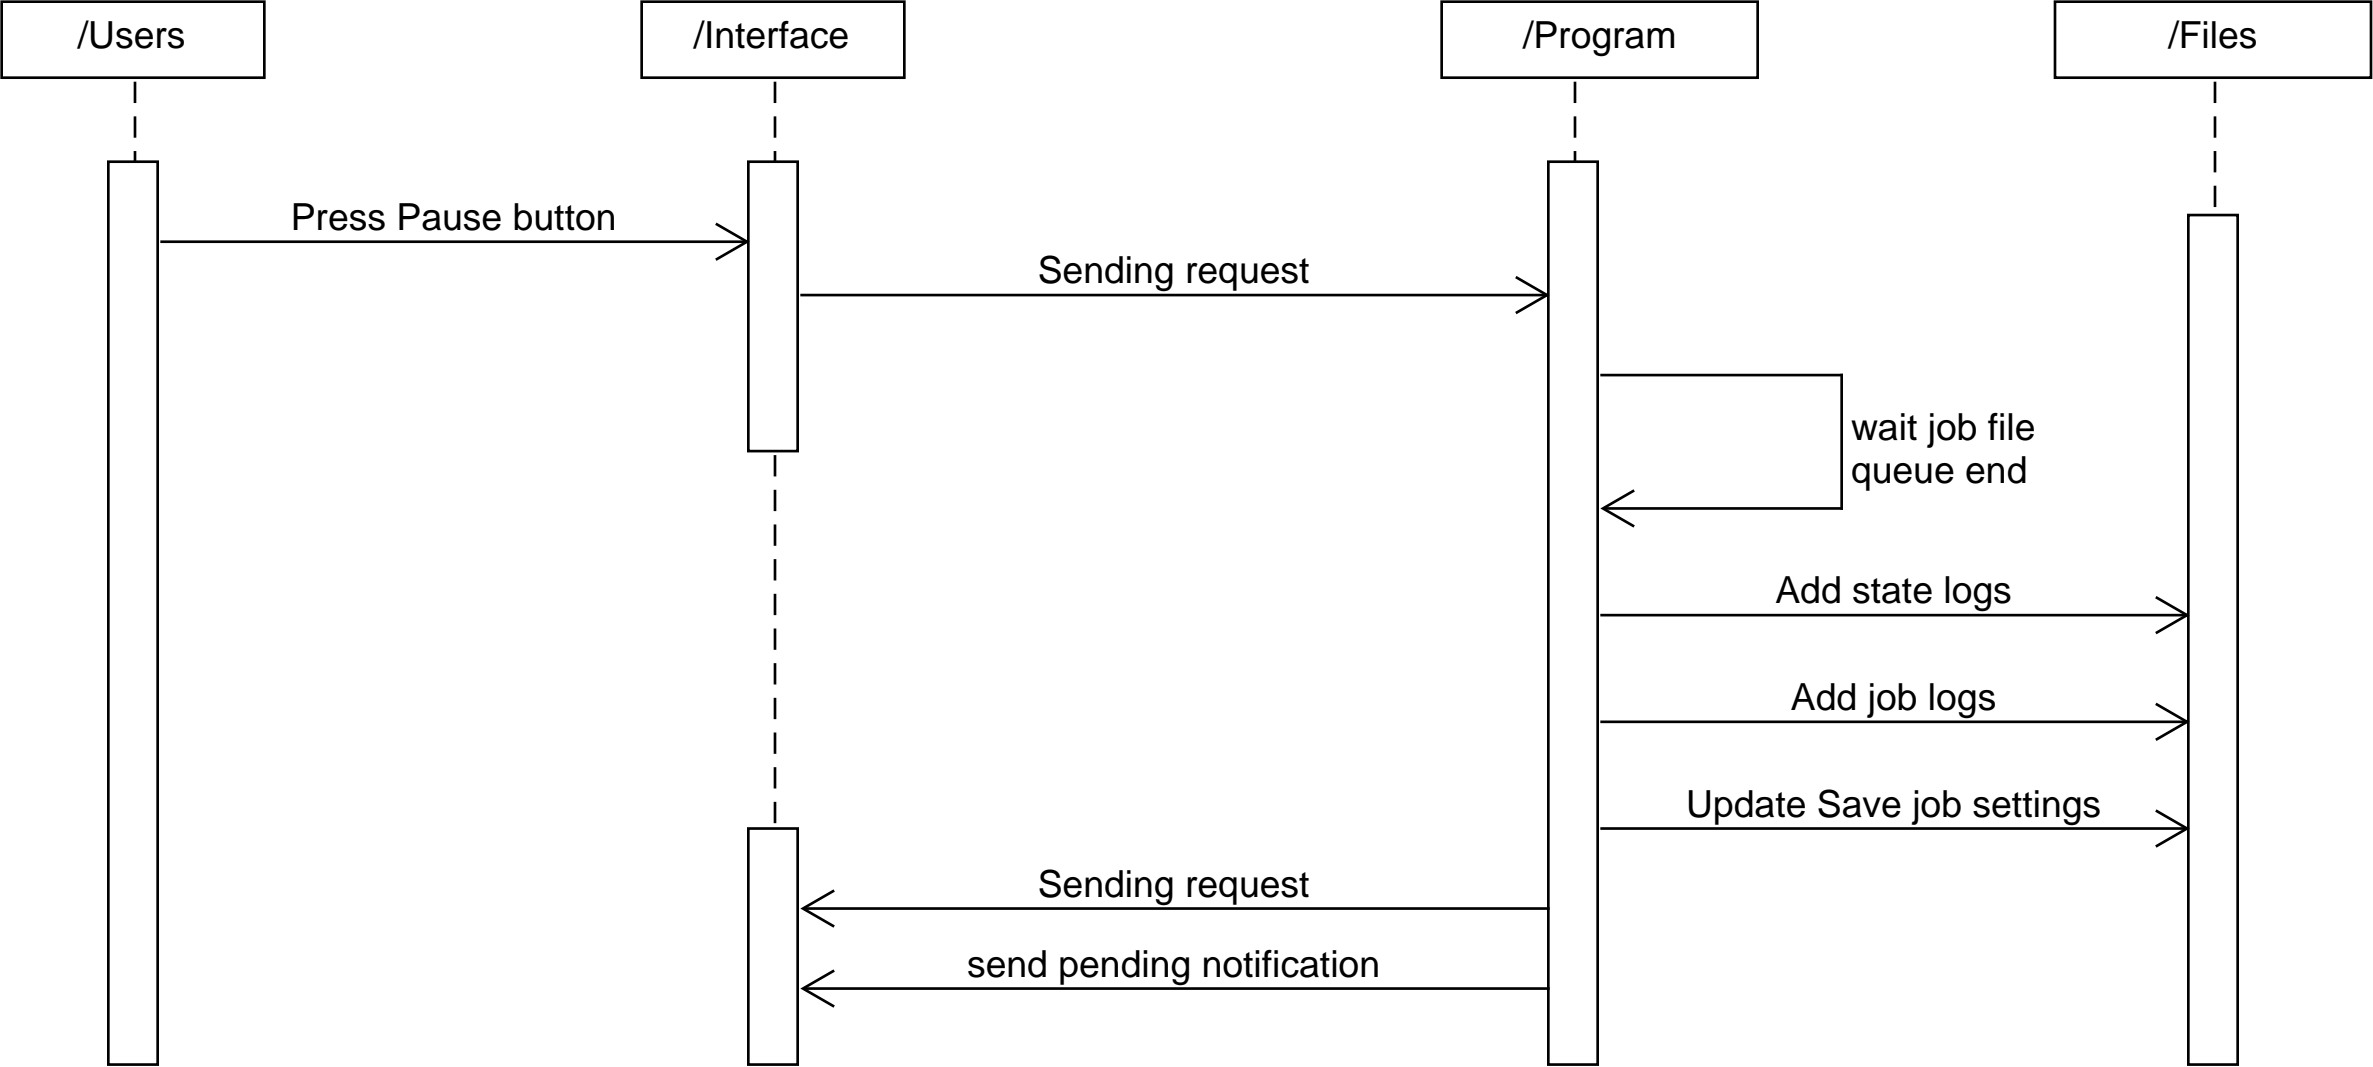 /Users
/Interface
/Program
/Files
Press Pause button
Sending request
wait job file
queue end
Add state logs
Add job logs
Update Save job settings
Sending request
send pending notification